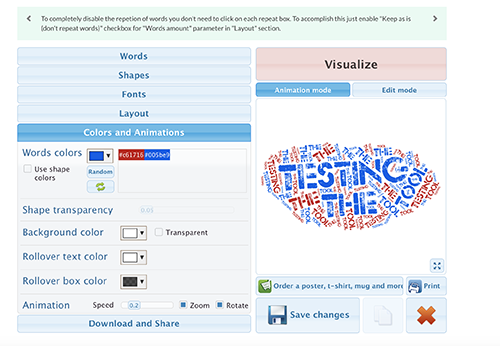 To completely disable the repetion of words you don't need to click on each repeat box. To accomplish this just enable "Keep as is
(don't repeat words)" checkbox for "Words amount" parameter in "Layout" section.
Words
Shapes
Fonts
Layout
Colors and Animations
Words colors
#c61716 #005be9
Use shape
colors
Random
Shape transparency
0.03
Background color
Transparent
Rollover text color
Rollover box color
Animation
Speed
0.2
Zoom
Rotate
Download and Share
Visualize
Animation mode
Edit mode
TESTING
THE
TOOL
Order a poster, t-shirt, mug and more
Print
Save changes